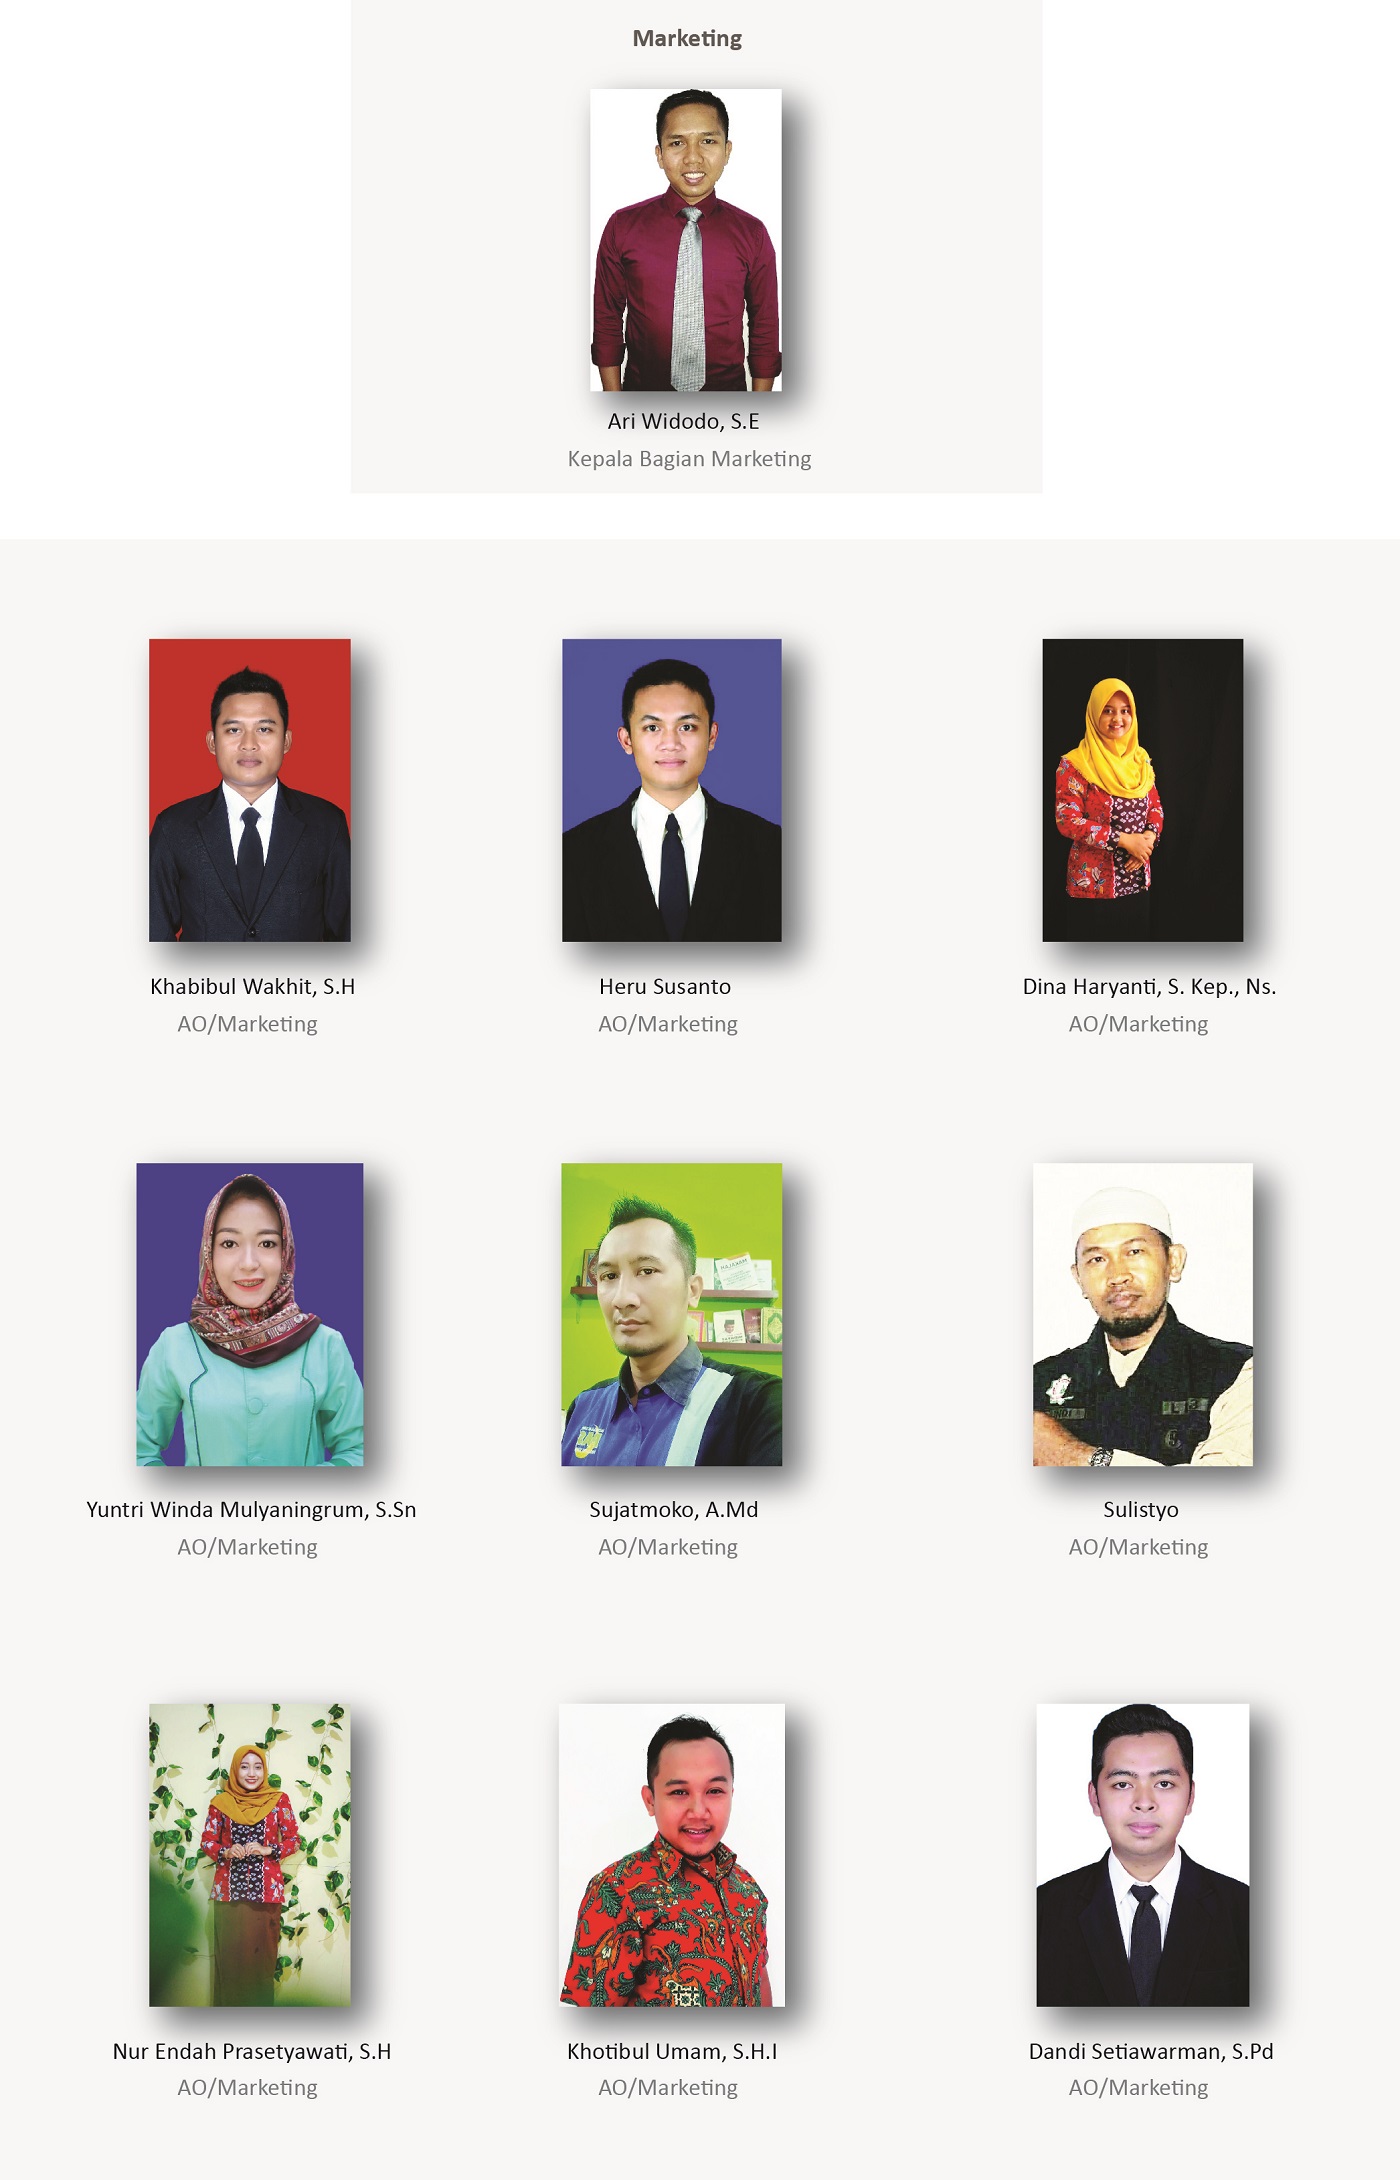 Marketing
Ari Widodo, S.E
Kepala Bagian Marketing
Khabibul Wakhit, S.H
AO/Marketing
Heru Susanto
AO/Marketing
Dina Haryanti, S. Kep., Ns.
AO/Marketing
Yuntri Winda Mulyaningrum, S.Sn
AO/Marketing
Sujatmoko, A.Md
AO/Marketing
Sulistyo
AO/Marketing
Nur Endah Prasetyawati, S.H
AO/Marketing
Khotibul Umam, S.H.I
AO/Marketing
Dandi Setiawarman, S.Pd
AO/Marketing